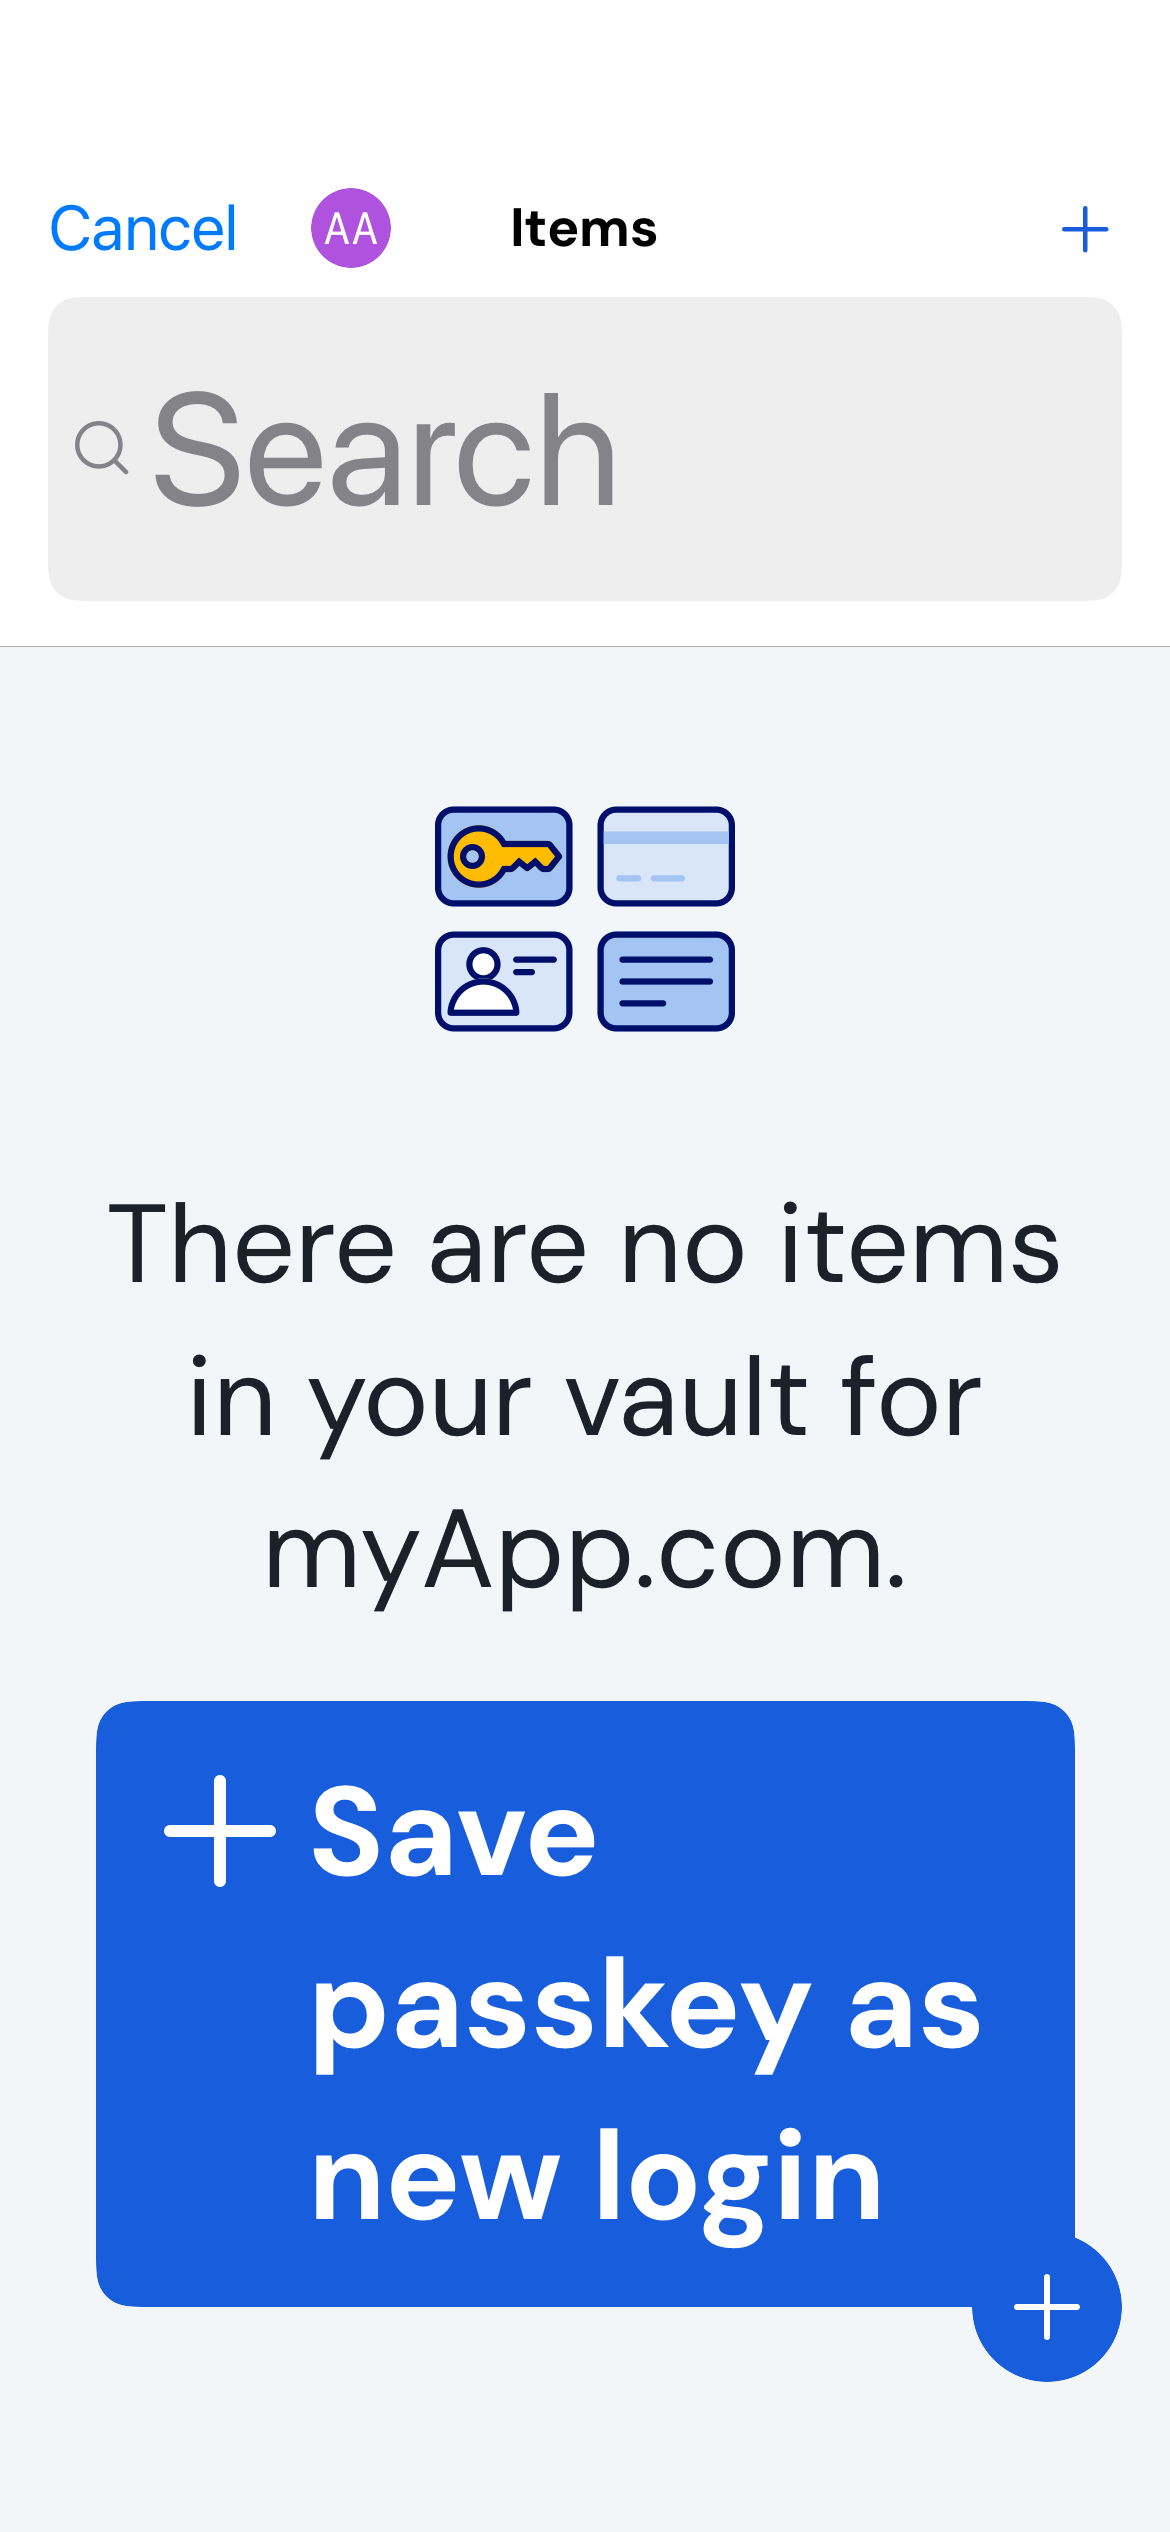 Cancel AA Items
Search
There are no items
in your vault for
myApp.com.
Save
passkey as
new login